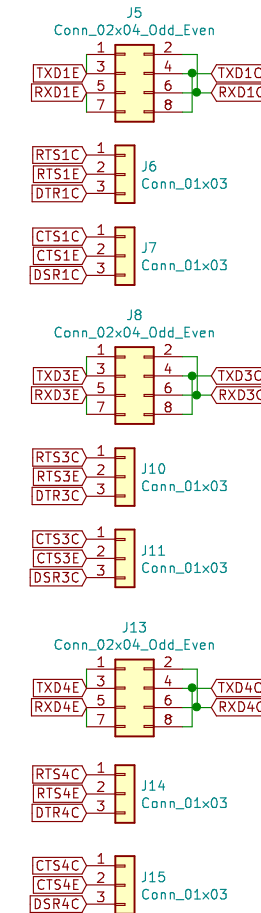 J5
Conn_02x04_Odd_Even
1 2
TXD1E 3 4 TXD1C
RXD1E 5 6 RXD1C
7 8
RTS1C 1
RTS1E 2
DTR1C 3
J6
Conn_01x03
CTS1C 1
CTS1E 2
DSR1C 3
J7
Conn_01x03
J8
Conn_02x04_Odd_Even
1 2
TXD3E 3 4 TXD3C
RXD3E 5 6 RXD3C
7 8
RTS3C 1
RTS3E 2
DTR3C 3
J10
Conn_01x03
CTS3C 1
CTS3E 2
DSR3C 3
J11
Conn_01x03
J13
Conn_02x04_Odd_Even
1 2
TXD4E 3 4 TXD4C
RXD4E 5 6 RXD4C
7 8
RTS4C 1
RTS4E 2
DTR4C 3
J14
Conn_01x03
CTS4C 1
CTS4E 2
DSR4C 3
J15
Conn_01x03